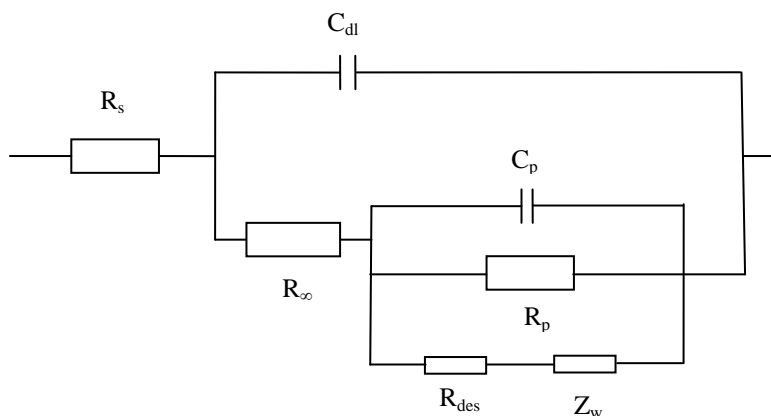 C_dl
R_s
C_p
R_∞
R_p
R_des
Z_w